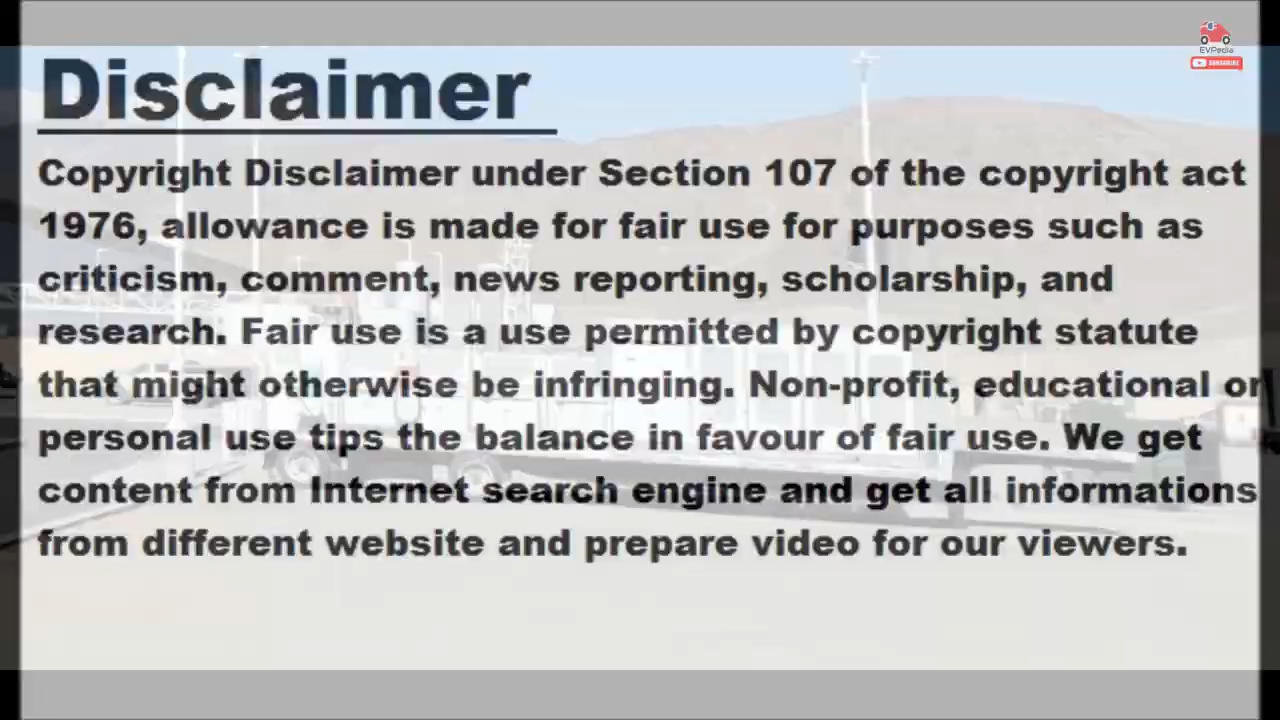 EVPedia
SUBSCRIBE
Disclaimer
Copyright Disclaimer under Section 107 of the copyright act
1976, allowance is made for fair use for purposes such as
criticism, comment, news reporting, scholarship, and
research. Fair use is a use permitted by copyright statute
that might otherwise be infringing. Non-profit, educational or
personal use tips the balance in favour of fair use. We get
content from Internet search engine and get all informations
from different website and prepare video for our viewers.